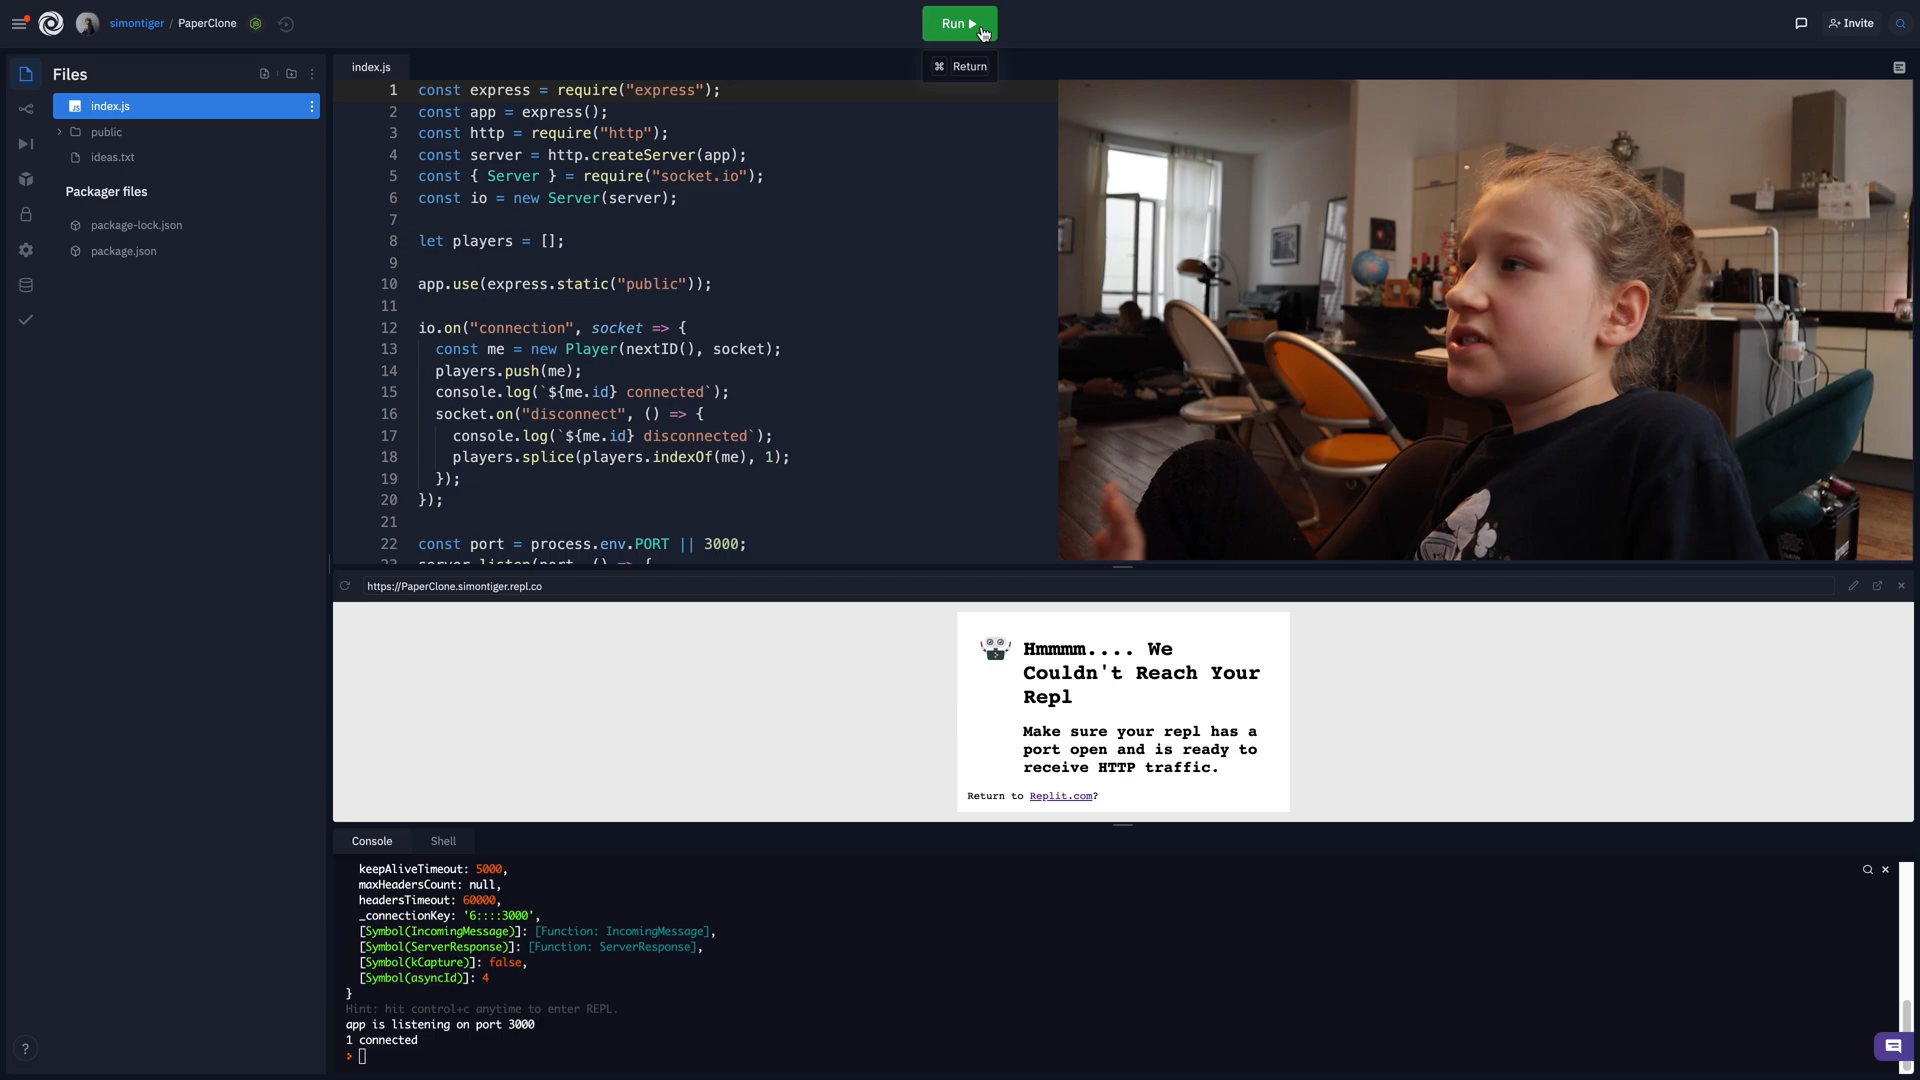 simontiger / PaperClone
Run
Invite
⌘ Return
Files
index.js
public
ideas.txt
Packager files
package-lock.json
package.json
index.js
1 const express = require("express");
2 const app = express();
3 const http = require("http");
4 const server = http.createServer(app);
5 const { Server } = require("socket.io");
6 const io = new Server(server);
7
8 let players = [];
9
10 app.use(express.static("public"));
11
12 io.on("connection", socket => {
13 const me = new Player(nextID(), socket);
14 players.push(me);
15 console.log(`${me.id} connected`);
16 socket.on("disconnect", () => {
17 console.log(`${me.id} disconnected`);
18 players.splice(players.indexOf(me), 1);
19 });
20 });
21
22 const port = process.env.PORT || 3000;
23 server.listen(port, () => {
https://PaperClone.simontiger.repl.co
Hmmmm.... We
Couldn't Reach Your
Repl
Make sure your repl has a
port open and is ready to
receive HTTP traffic.
Return to Replit.com?
Console Shell
keepAliveTimeout: 5000,
maxHeadersCount: null,
headersTimeout: 60000,
_connectionKey: '6::::3000',
[Symbol(IncomingMessage)]: [Function: IncomingMessage],
[Symbol(ServerResponse)]: [Function: ServerResponse],
[Symbol(kCapture)]: false,
[Symbol(asyncId)]: 4
}
Hint: hit control+c anytime to enter REPL.
app is listening on port 3000
1 connected
?